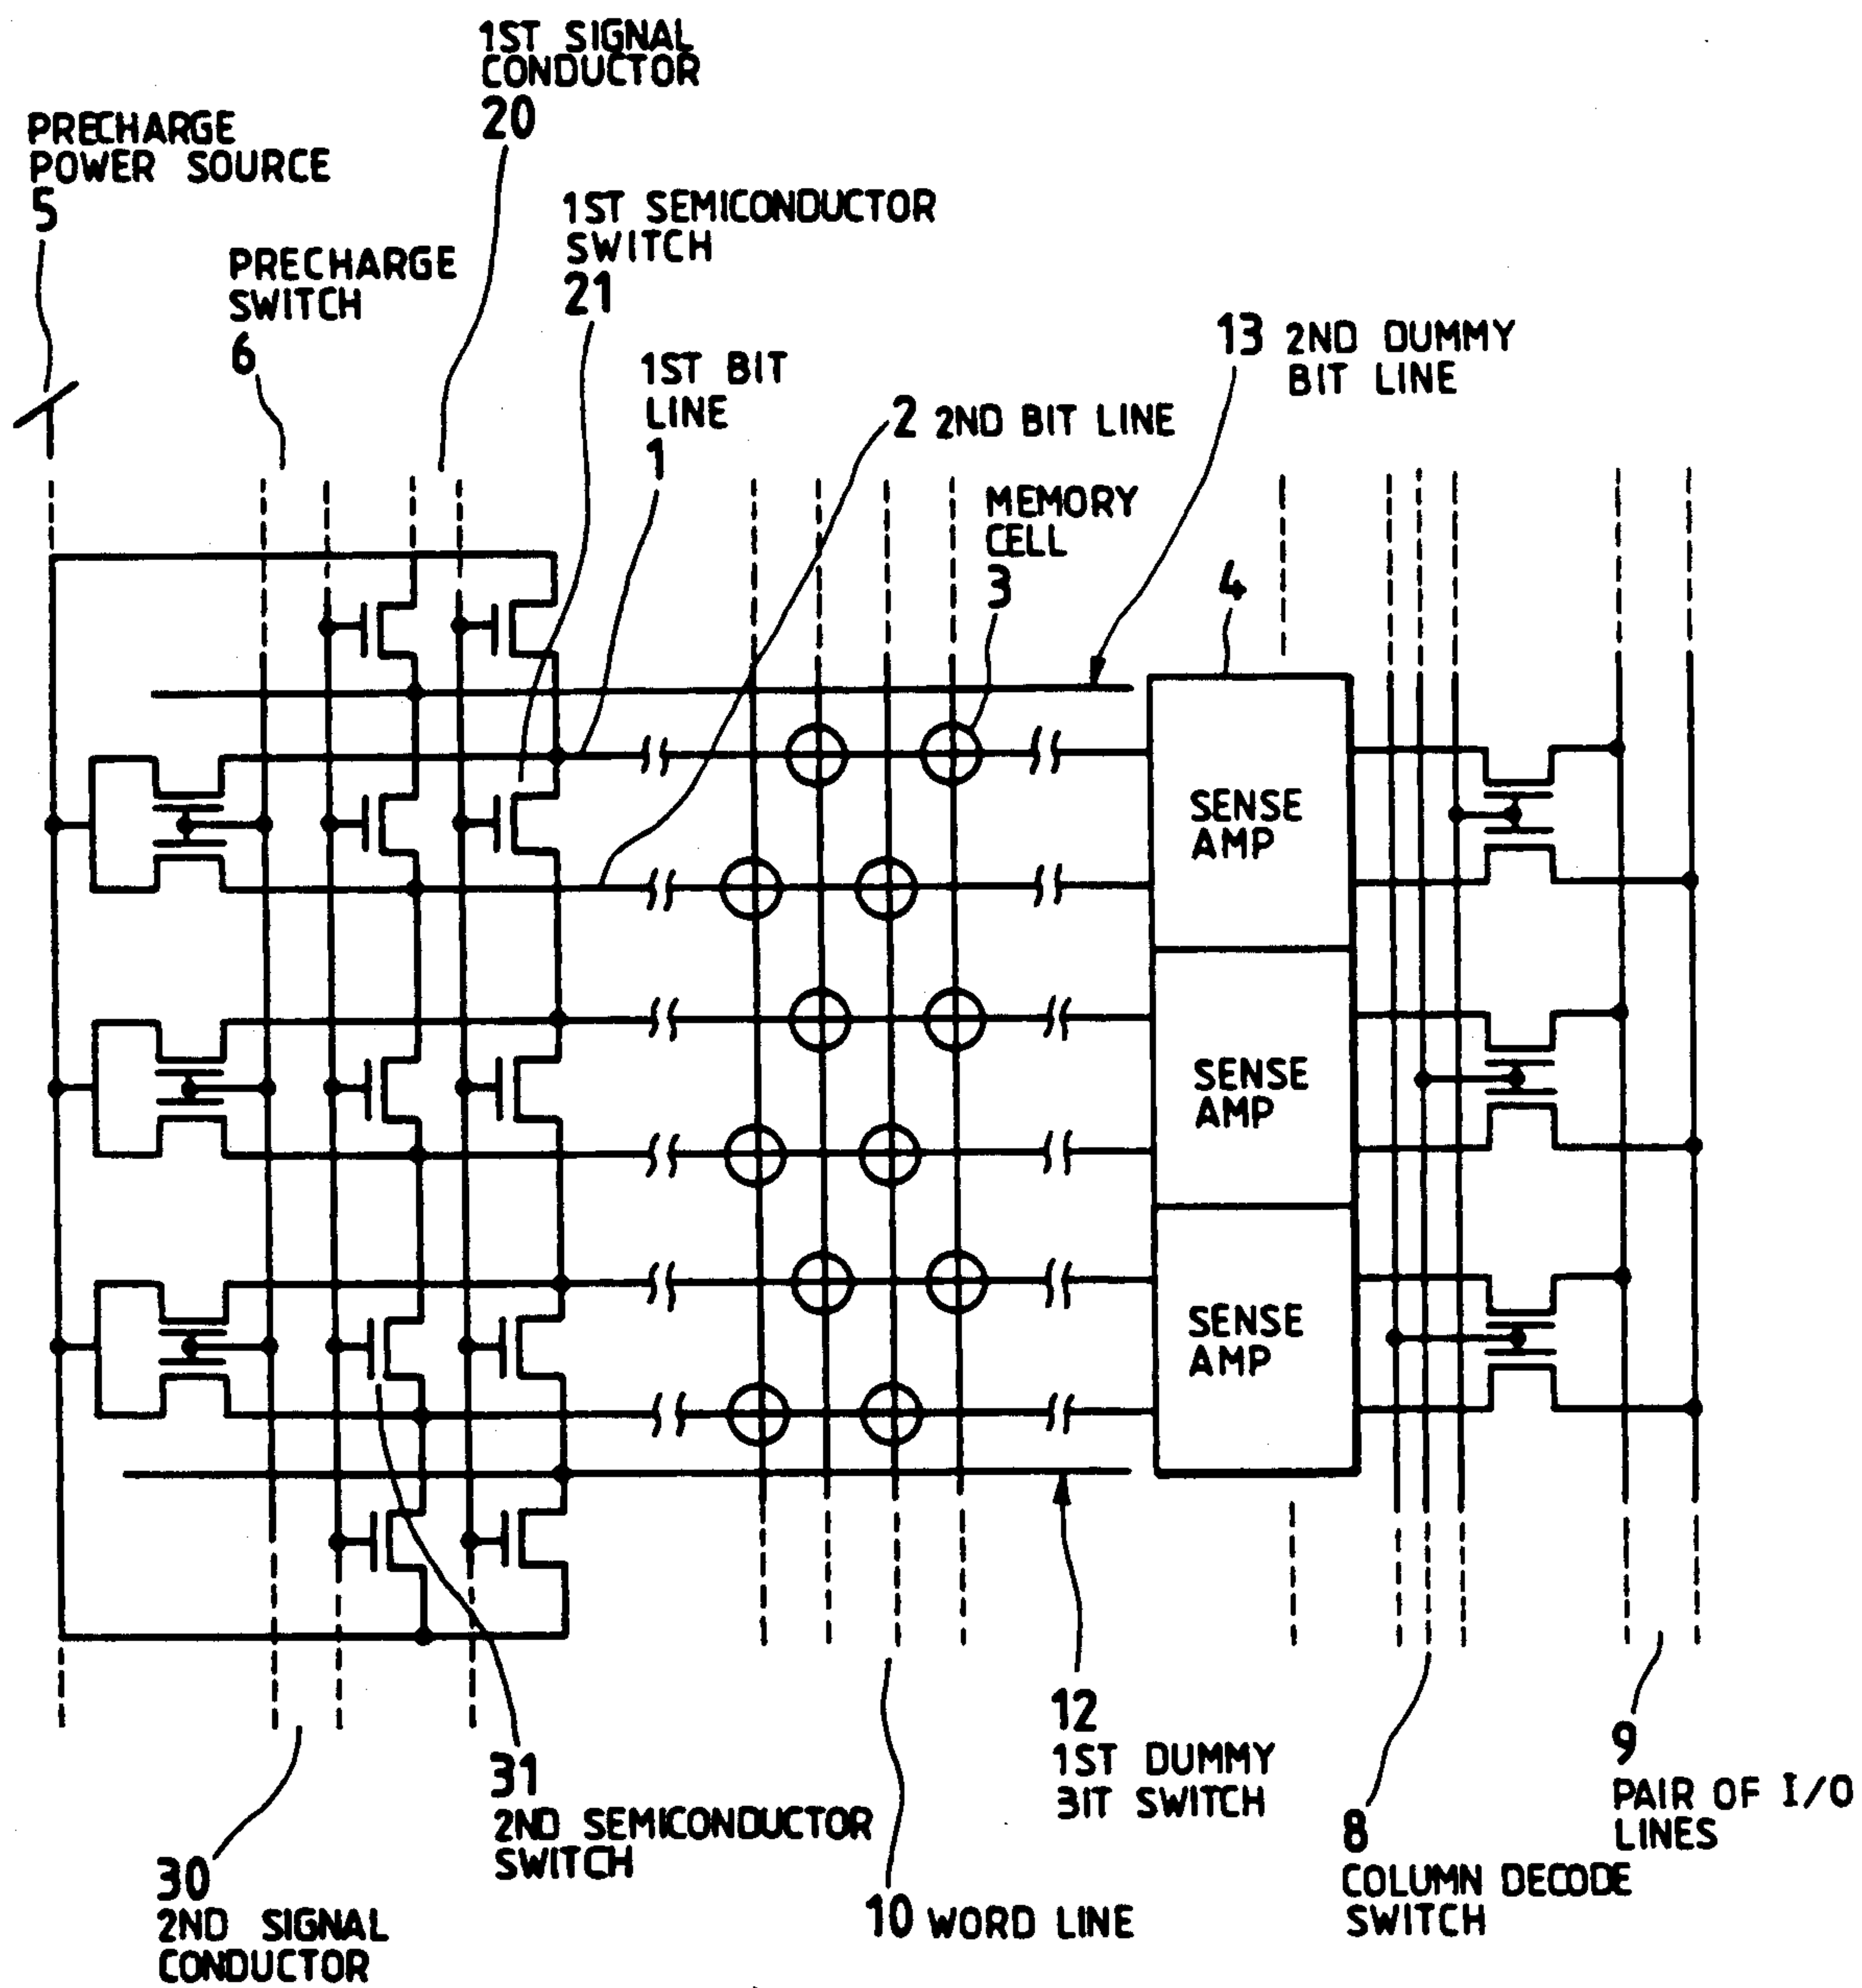 1ST SIGNAL
CONDUCTOR
20
PRECHARGE
POWER SOURCE
5
1ST SEMICONDUCTOR
SWITCH
21
PRECHARGE
SWITCH
6
13 2ND DUMMY
BIT LINE
1ST BIT
LINE
1
2 2ND BIT LINE
MEMORY
CELL
3
4
SENSE
AMP
SENSE
AMP
SENSE
AMP
12
1ST DUMMY
3IT SWITCH
9
PAIR OF I/O
LINES
31
2ND SEMICONDUCTOR
SWITCH
8
COLUMN DECODE
SWITCH
30
2ND SIGNAL
CONDUCTOR
10 WORD LINE